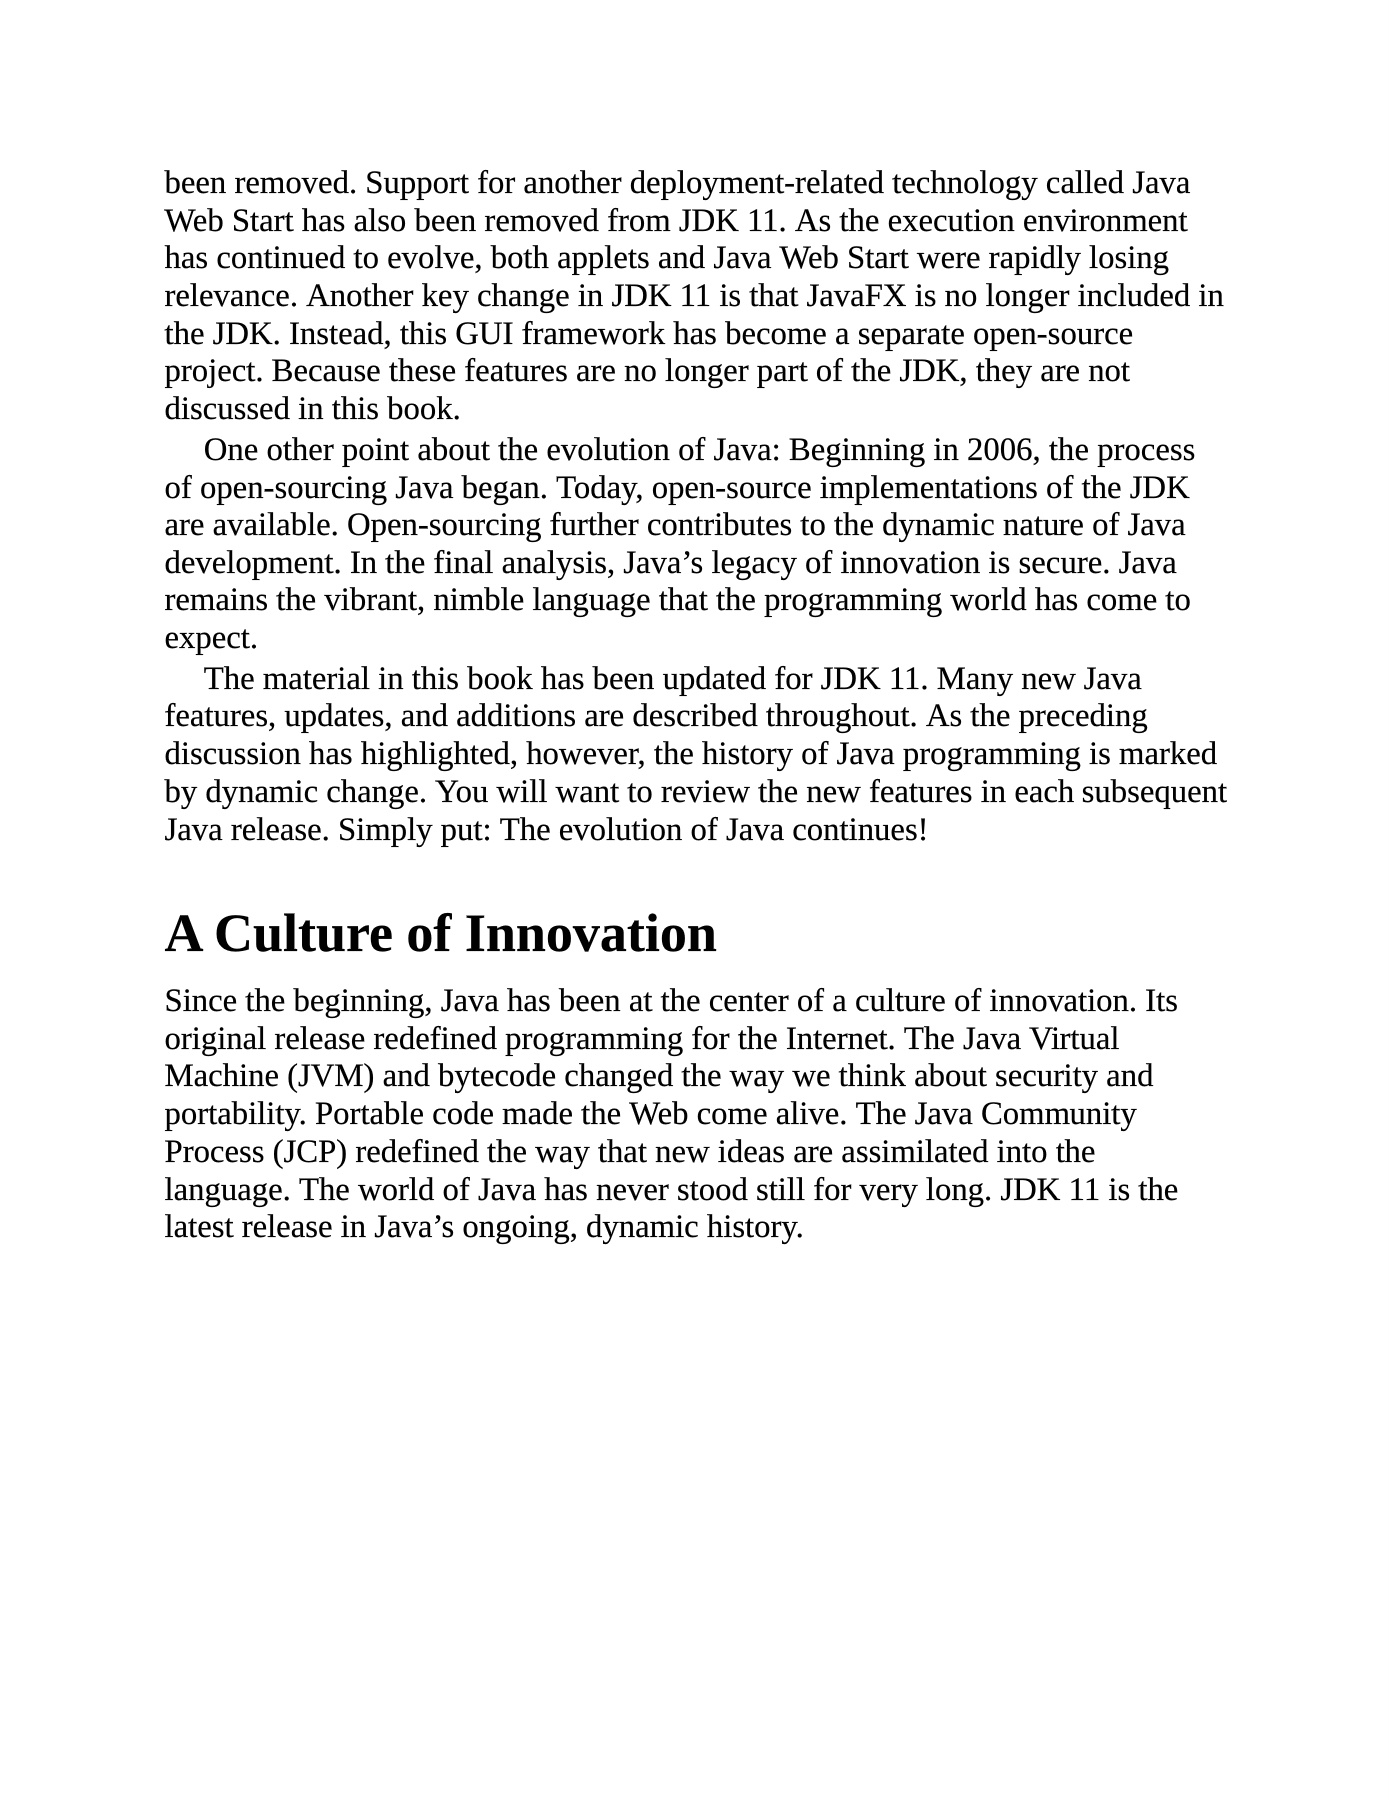 been removed. Support for another deployment-related technology called Java
Web Start has also been removed from JDK 11. As the execution environment
has continued to evolve, both applets and Java Web Start were rapidly losing
relevance. Another key change in JDK 11 is that JavaFX is no longer included in
the JDK. Instead, this GUI framework has become a separate open-source
project. Because these features are no longer part of the JDK, they are not
discussed in this book.
One other point about the evolution of Java: Beginning in 2006, the process
of open-sourcing Java began. Today, open-source implementations of the JDK
are available. Open-sourcing further contributes to the dynamic nature of Java
development. In the final analysis, Java’s legacy of innovation is secure. Java
remains the vibrant, nimble language that the programming world has come to
expect.
The material in this book has been updated for JDK 11. Many new Java
features, updates, and additions are described throughout. As the preceding
discussion has highlighted, however, the history of Java programming is marked
by dynamic change. You will want to review the new features in each subsequent
Java release. Simply put: The evolution of Java continues!
A Culture of Innovation
Since the beginning, Java has been at the center of a culture of innovation. Its
original release redefined programming for the Internet. The Java Virtual
Machine (JVM) and bytecode changed the way we think about security and
portability. Portable code made the Web come alive. The Java Community
Process (JCP) redefined the way that new ideas are assimilated into the
language. The world of Java has never stood still for very long. JDK 11 is the
latest release in Java’s ongoing, dynamic history.